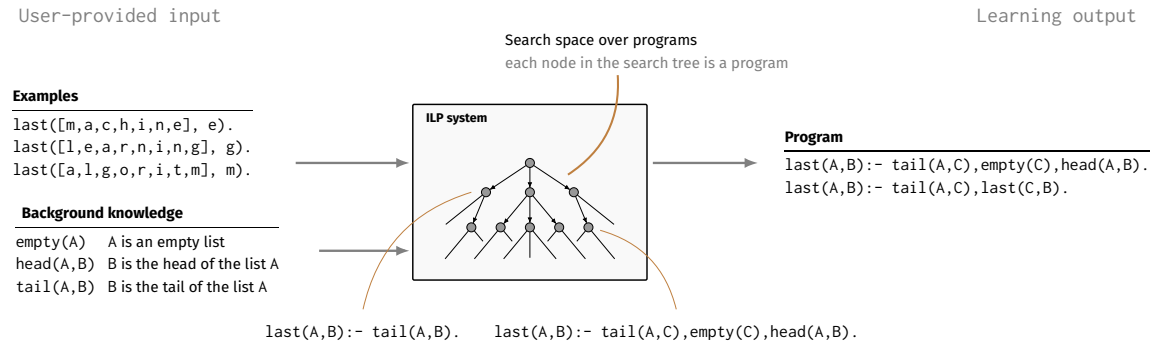 User-provided input
Learning output
Search space over programs
each node in the search tree is a program
Examples
last([m,a,c,h,i,n,e], e).
last([l,e,a,r,n,i,n,g], g).
last([a,l,g,o,r,i,t,m], m).
Background knowledge
empty(A) A is an empty list
head(A,B) B is the head of the list A
tail(A,B) B is the tail of the list A
ILP system
Program
last(A,B):- tail(A,C),empty(C),head(A,B).
last(A,B):- tail(A,C),last(C,B).
last(A,B):- tail(A,B).
last(A,B):- tail(A,C),empty(C),head(A,B).